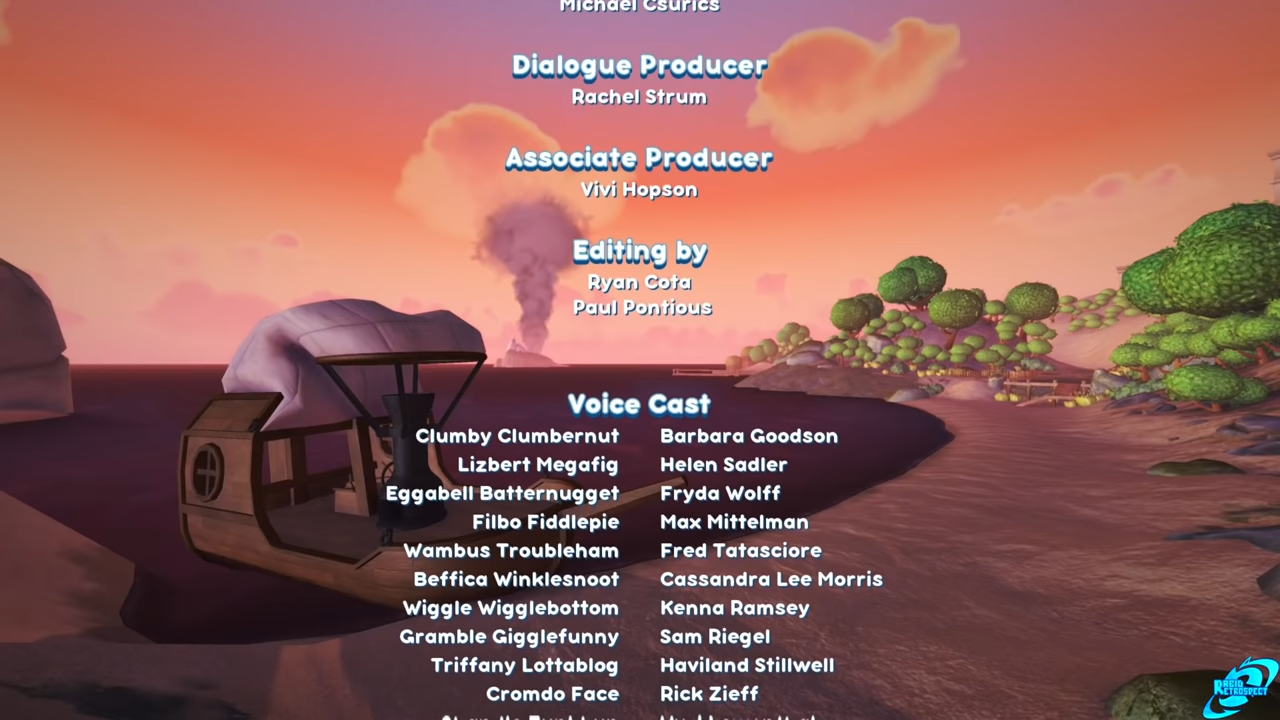 Michael Csurics
Dialogue Producer
Rachel Strum
Associate Producer
Vivi Hopson
Editing by
Ryan Cota
Paul Pontious
Voice Cast
Clumby Clumbernut Barbara Goodson
Lizbert Megafig Helen Sadler
Eggabell Batternugget Fryda Wolff
Filbo Fiddlepie Max Mittelman
Wambus Troubleham Fred Tatasciore
Beffica Winklesnoot Cassandra Lee Morris
Wiggle Wigglebottom Kenna Ramsey
Gramble Gigglefunny Sam Riegel
Triffany Lottablog Haviland Stillwell
Cromdo Face Rick Zieff
Retrospect